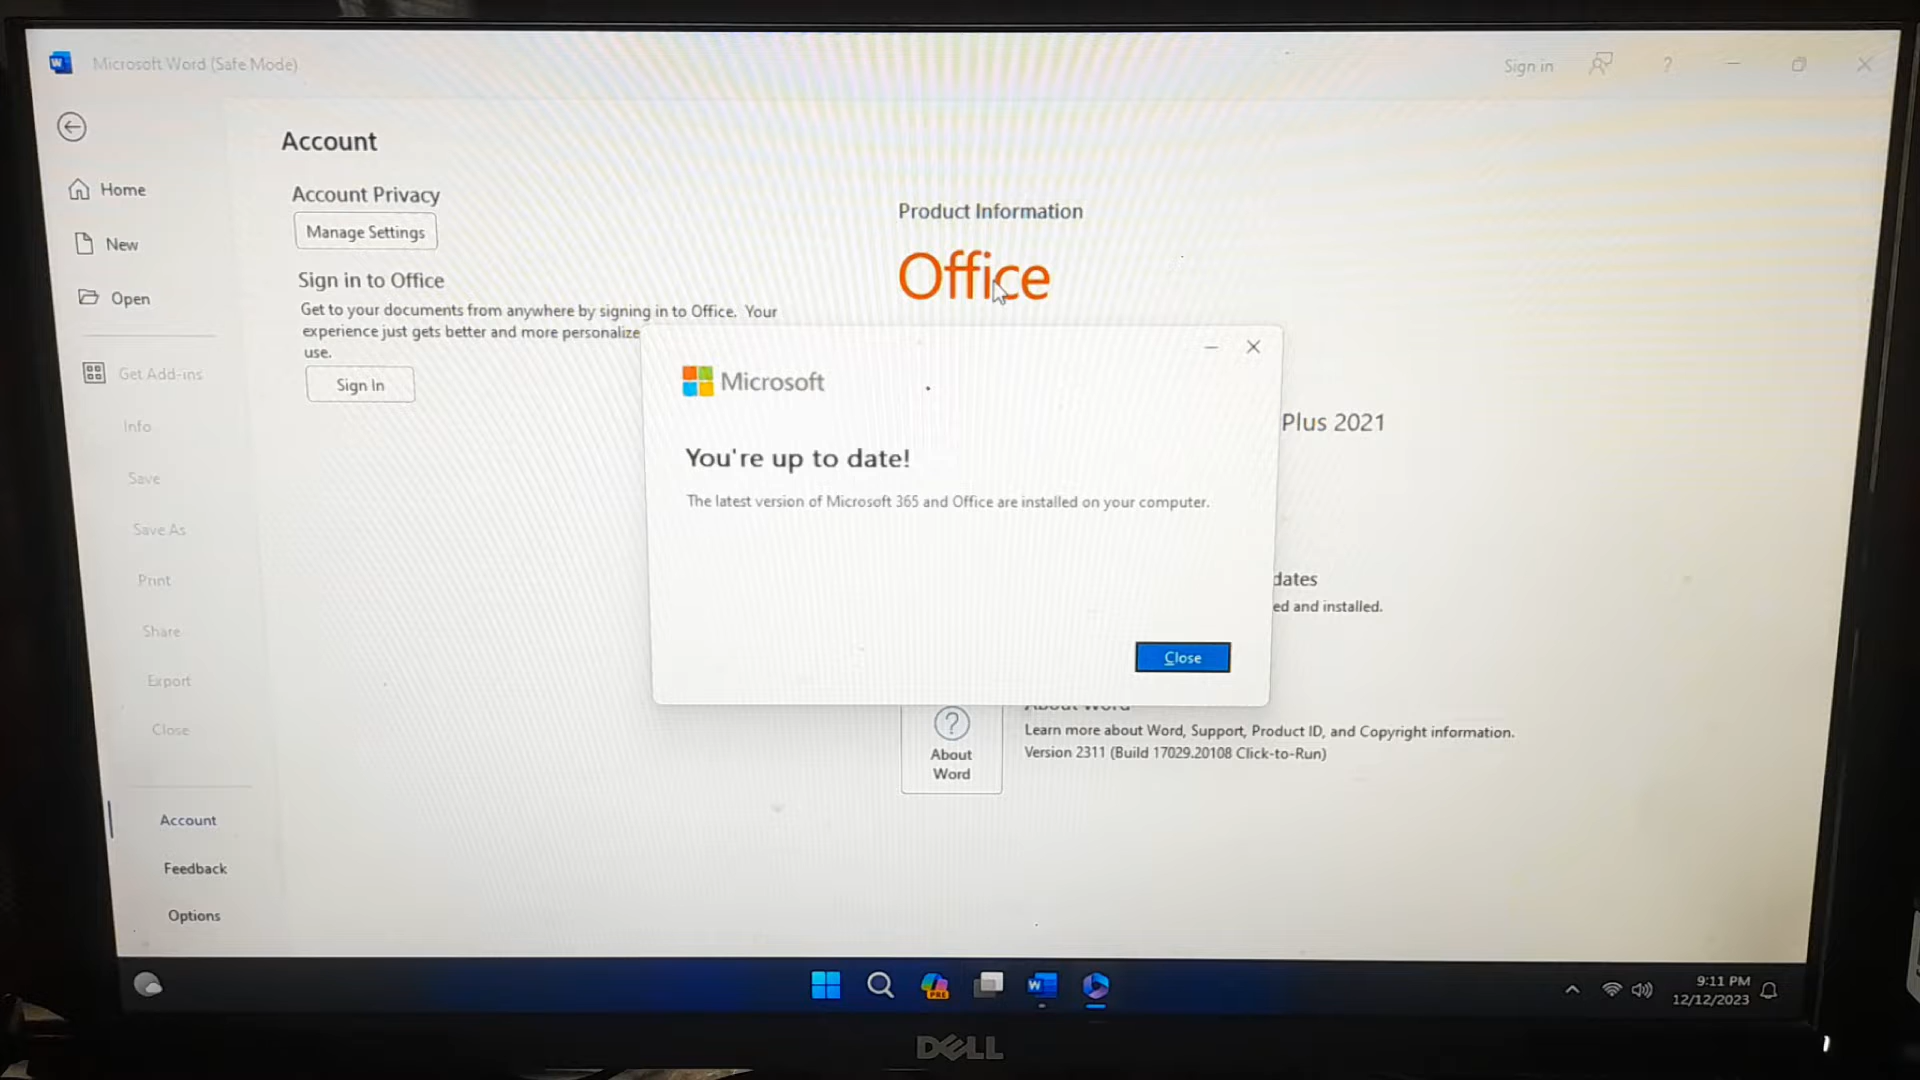 Microsoft Word (Safe Mode)
Sign in
?
Account
Home
New
Open
Get Add-ins
Info
Save
Save As
Print
Share
Export
Close
Account
Feedback
Options
Account Privacy
Manage Settings
Sign in to Office
Get to your documents from anywhere by signing in to Office. Your
experience just gets better and more personalize
use.
Sign In
Product Information
Office
Plus 2021
dates
ed and installed.
Microsoft
You're up to date!
The latest version of Microsoft 365 and Office are installed on your computer.
Close
?
About
Word
About Word
Learn more about Word, Support, Product ID, and Copyright information.
Version 2311 (Build 17029.20108 Click-to-Run)
W
PRE
W
9:11 PM
12/12/2023
DELL